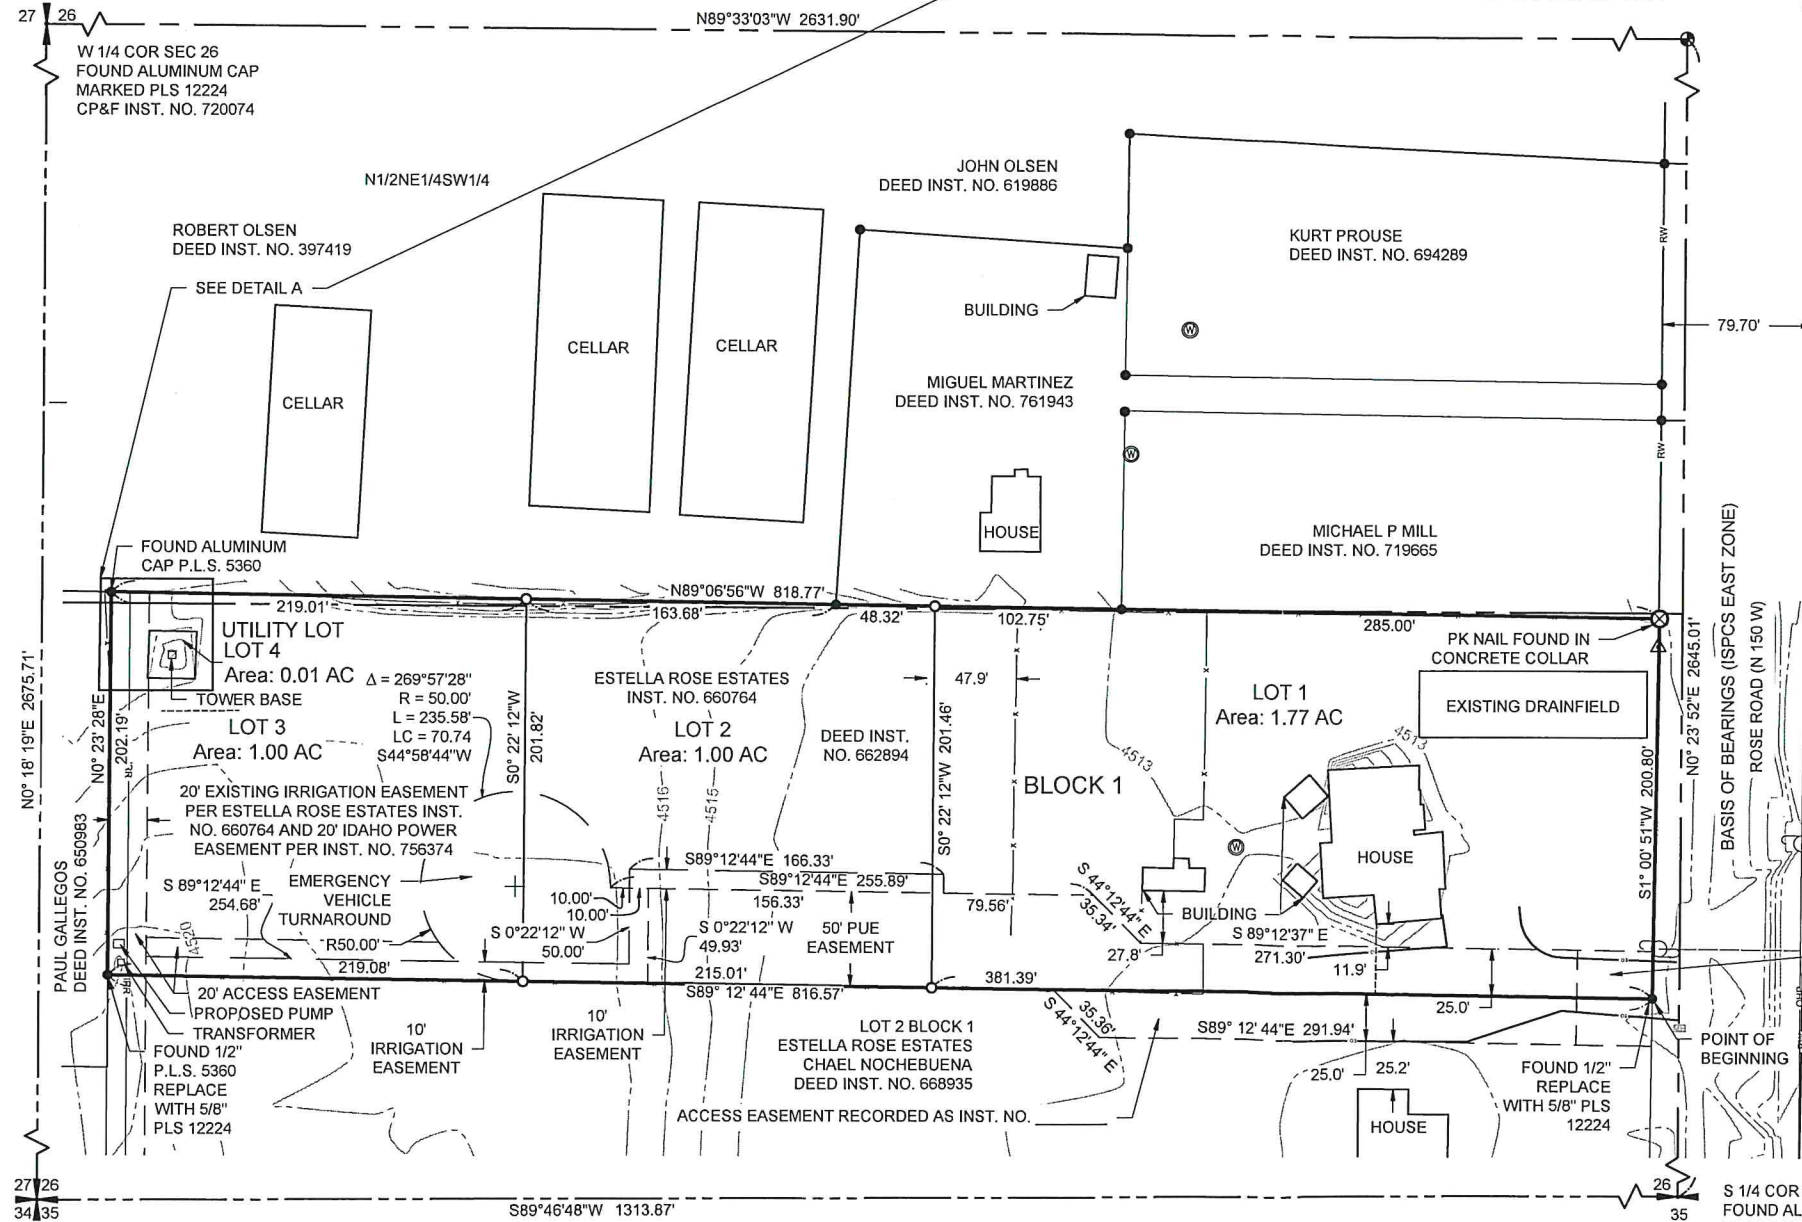 27 26
N89°33'03"W 2631.90'
W 1/4 COR SEC 26
FOUND ALUMINUM CAP
MARKED PLS 12224
CP&F INST. NO. 720074
N1/2NE1/4SW1/4
JOHN OLSEN
DEED INST. NO. 619886
ROBERT OLSEN
DEED INST. NO. 397419
SEE DETAIL A
KURT PROUSE
DEED INST. NO. 694289
RW
BUILDING
W
79.70'
CELLAR
CELLAR
CELLAR
MIGUEL MARTINEZ
DEED INST. NO. 761943
W
RW
HOUSE
MICHAEL P MILL
DEED INST. NO. 719665
FOUND ALUMINUM
CAP P.L.S. 5360
N89°06'56"W 818.77'
219.01'
163.68'
48.32'
102.75'
285.00'
PK NAIL FOUND IN
CONCRETE COLLAR
UTILITY LOT
LOT 4
Area: 0.01 AC
TOWER BASE
LOT 3
Area: 1.00 AC
Δ = 269°57'28"
R = 50.00'
L = 235.58'
LC = 70.74
S44°58'44"W
S0° 22' 12"W
201.82'
ESTELLA ROSE ESTATES
INST. NO. 660764
LOT 2
Area: 1.00 AC
DEED INST.
NO. 662894
47.9'
S0° 22' 12"W 201.46'
LOT 1
Area: 1.77 AC
EXISTING DRAINFIELD
BLOCK 1
4513
4513
4516
4515
N0° 18' 19"E 2675.71'
N0° 23' 28"E
202.19'
20' EXISTING IRRIGATION EASEMENT
PER ESTELLA ROSE ESTATES INST.
NO. 660764 AND 20' IDAHO POWER
EASEMENT PER INST. NO. 756374
PAUL GALLEGOS
DEED INST. NO. 650983
S 89°12'44" E
254.68'
EMERGENCY
VEHICLE
TURNAROUND
R50.00'
4520
S89°12'44"E 166.33'
S89°12'44"E 255.89'
156.33'
10.00'
10.00'
S 0°22'12" W
50.00'
S 0°22'12" W
49.93'
50' PUE
EASEMENT
79.56'
S 44°12'44" E
35.34'
W
HOUSE
BUILDING
S 89°12'37" E
271.30'
27.8'
11.9'
25.0'
S1° 00' 51"W 200.80'
N0° 23' 52"E 2645.01'
BASIS OF BEARINGS (ISPCS EAST ZONE)
ROSE ROAD (N 150 W)
219.08'
215.01'
S89° 12' 44"E 816.57'
381.39'
20' ACCESS EASEMENT
PROPOSED PUMP
TRANSFORMER
FOUND 1/2"
P.L.S. 5360
REPLACE
WITH 5/8"
PLS 12224
10'
IRRIGATION
EASEMENT
10'
IRRIGATION
EASEMENT
LOT 2 BLOCK 1
ESTELLA ROSE ESTATES
CHAEL NOCHEBUENA
DEED INST. NO. 668935
35.36'
S 44°12'44" E
S89° 12' 44"E 291.94'
25.0'
25.2'
POINT OF
BEGINNING
FOUND 1/2"
REPLACE
WITH 5/8" PLS
12224
ACCESS EASEMENT RECORDED AS INST. NO.
HOUSE
27 26
34 35
S89°46'48"W 1313.87'
26
35
S 1/4 COR
FOUND AL